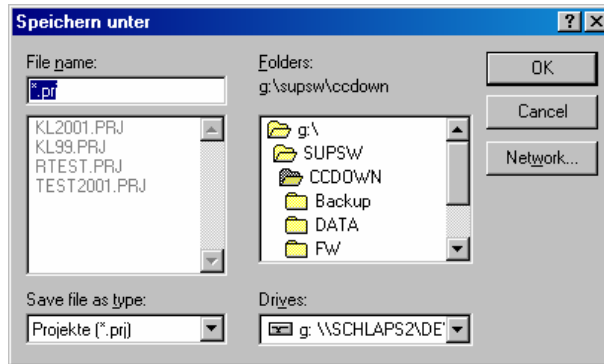 Speichern unter
File name:
*.prj
KL2001.PRJ
KL99.PRJ
RTEST.PRJ
TEST2001.PRJ
Save file as type:
Projekte (*.prj)
Folders:
g:\supsw\ccdown
g:\
SUPSW
CCDOWN
Backup
DATA
FW
Drives:
g: \\SCHLAPS2\DE'
OK
Cancel
Network...